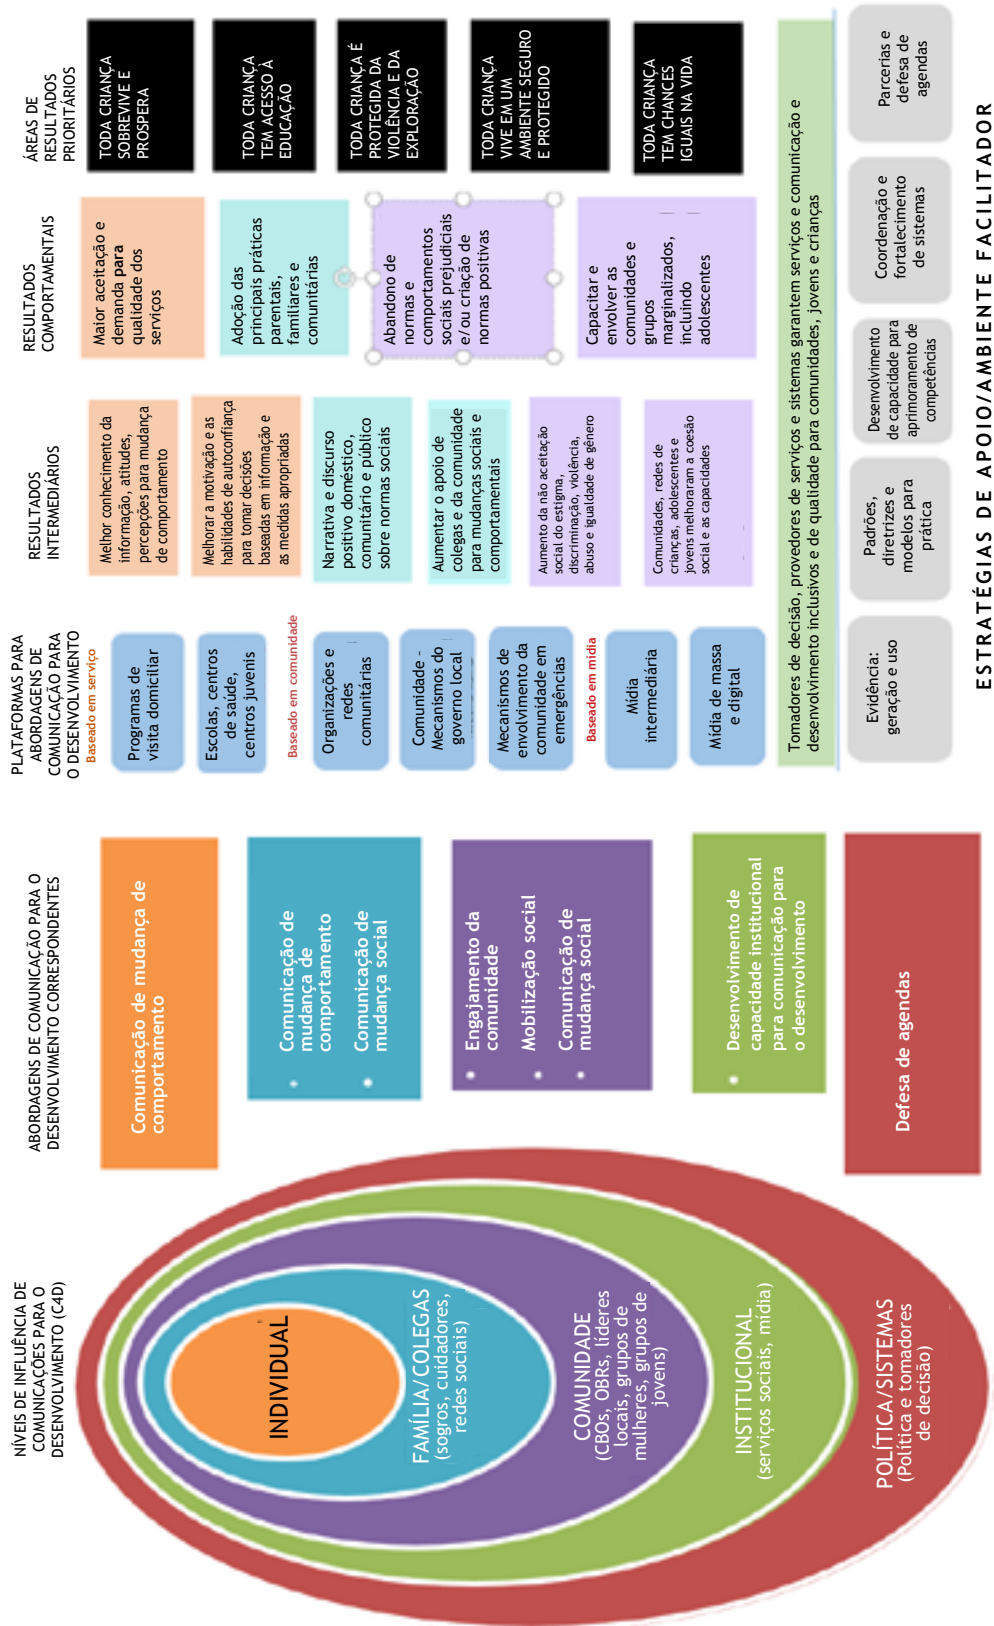 NÍVEIS DE INFLUÊNCIA DE
COMUNICAÇÕES PARA O
DESENVOLVIMENTO (C4D)
INDIVIDUAL
FAMÍLIA/COLEGAS
(sogros, cuidadores,
redes sociais)
COMUNIDADE
(CBOs, OBRs, líderes
locais, grupos de
mulheres, grupos de
jovens)
INSTITUCIONAL
(serviços sociais, mídia)
POLÍTICA/SISTEMAS
(Política e tomadores
de decisão)
ABORDAGENS DE COMUNICAÇÃO PARA O
DESENVOLVIMENTO CORRESPONDENTES
Comunicação de mudança de
comportamento
• Comunicação de
mudança de
comportamento
• Comunicação de
mudança social
• Engajamento da
comunidade
• Mobilização social
• Comunicação de
mudança social
• Desenvolvimento de
capacidade institucional
para comunicação para
o desenvolvimento
Defesa de agendas
PLATAFORMAS PARA
ABORDAGENS DE
COMUNICAÇÃO PARA
O DESENVOLVIMENTO
Baseado em serviço
Programas de
visita domiciliar
Escolas, centros
de saúde,
centros juvenis
Baseado em comunidade
Organizações e
redes
comunitárias
Comunidade -
Mecanismos do
governo local
Mecanismos de
envolvimento da
comunidade em
emergências
Baseado em mídia
Mídia
intermediária
Mídia de massa
e digital
RESULTADOS
INTERMEDIÁRIOS
Melhor conhecimento da
informação, atitudes,
percepções para mudança
de comportamento
Melhorar a motivação e as
habilidades de autoconfiança
para tomar decisões
baseadas em informação e
as medidas apropriadas
Narrativa e discurso
positivo doméstico,
comunitário e público
sobre normas sociais
Aumentar o apoio de
colegas e da comunidade
para mudanças sociais e
comportamentais
Aumento da não aceitação
social do estigma,
discriminação, violência,
abuso e igualdade de gênero
Comunidades, redes de
crianças, adolescentes e
jovens melhoraram a coesão
social e as capacidades
RESULTADOS
COMPORTAMENTAIS
Maior aceitação e
demanda para
qualidade dos
serviços
Adoção das
principais práticas
parentais,
familiares e
comunitárias
Abandono de
normas e
comportamentos
sociais prejudiciais
e/ou criação de
normas positivas
Capacitar e
envolver as
comunidades e
grupos
marginalizados,
incluindo
adolescentes
ÁREAS DE
RESULTADOS
PRIORITÁRIOS
TODA CRIANÇA
SOBREVIVE E
PROSPERA
TODA CRIANÇA
TEM ACESSO À
EDUCAÇÃO
TODA CRIANÇA É
PROTEGIDA DA
VIOLÊNCIA E DA
EXPLORAÇÃO
TODA CRIANÇA
VIVE EM UM
AMBIENTE SEGURO
E PROTEGIDO
TODA CRIANÇA
TEM CHANCES
IGUAIS NA VIDA
Tomadores de decisão, provedores de serviços e sistemas garantem serviços e comunicação e
desenvolvimento inclusivos e de qualidade para comunidades, jovens e crianças
Evidência:
geração e uso
Padrões,
diretrizes e
modelos para
prática
Desenvolvimento
de capacidade para
aprimoramento de
competências
Coordenação e
fortalecimento
de sistemas
Parcerias e
defesa de
agendas
ESTRATÉGIAS DE APOIO/AMBIENTE FACILITADOR